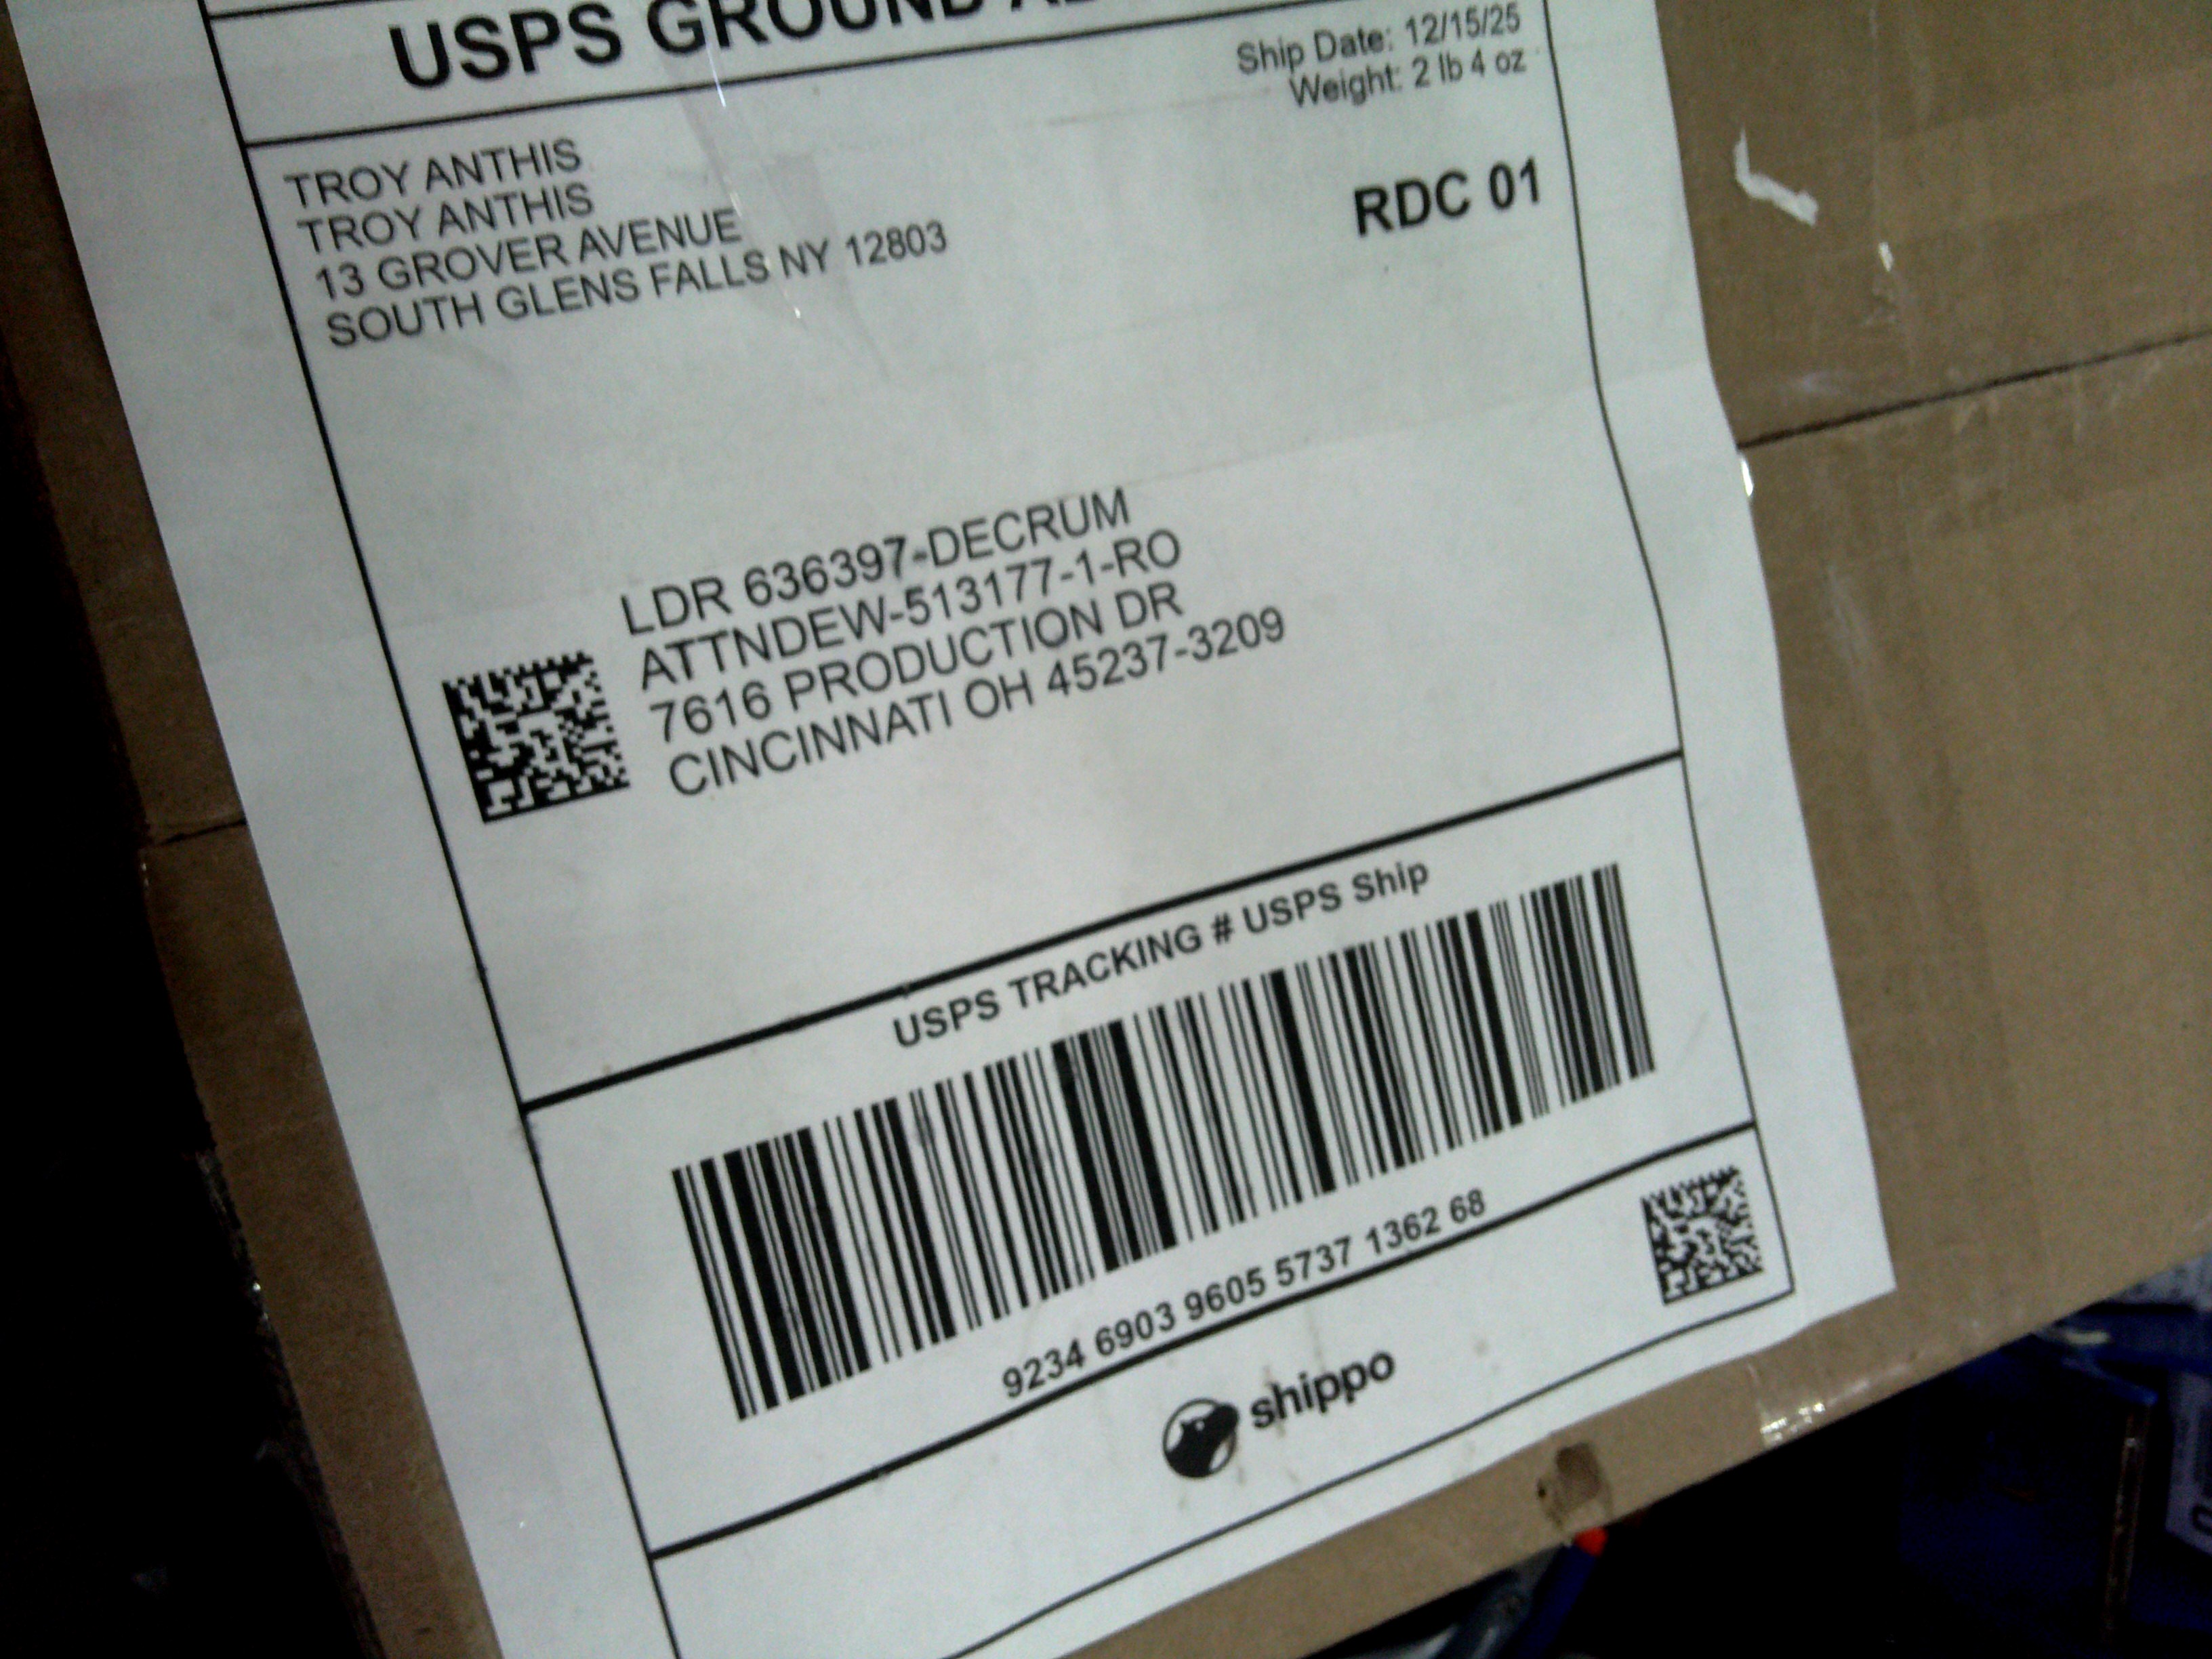 USPS GROUND
Ship Date: 12/15/25
Weight: 2 lb 4 oz
TROY ANTHIS
TROY ANTHIS
13 GROVER AVENUE
SOUTH GLENS FALLS NY 12803
RDC 01
LDR 636397-DECRUM
ATTNDEW-513177-1-RO
7616 PRODUCTION DR
CINCINNATI OH 45237-3209
USPS TRACKING # USPS Ship
9234 6903 9605 5737 1362 68
shippo